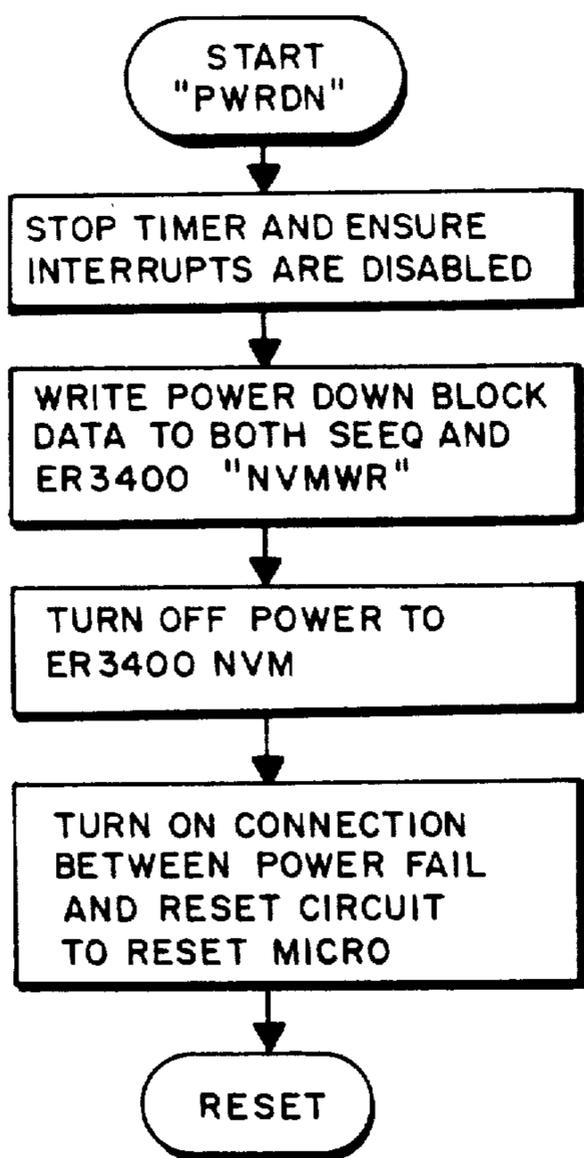 START
"PWRDN"
STOP TIMER AND ENSURE
INTERRUPTS ARE DISABLED
WRITE POWER DOWN BLOCK
DATA TO BOTH SEEQ AND
ER3400 "NVMWR"
TURN OFF POWER TO
ER3400 NVM
TURN ON CONNECTION
BETWEEN POWER FAIL
AND RESET CIRCUIT
TO RESET MICRO
RESET